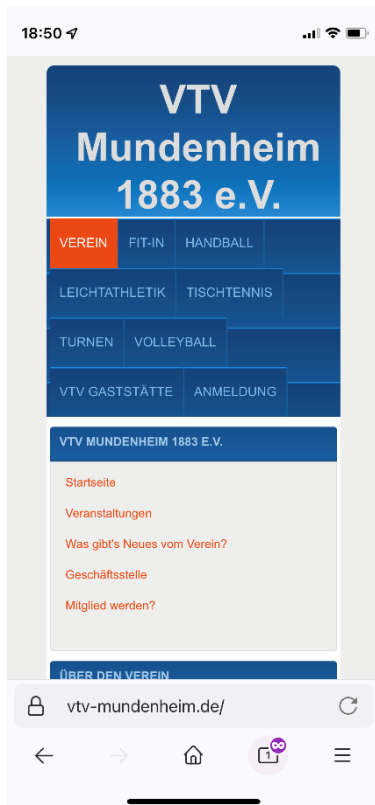 18:50
VTV
Mundenheim
1883 e.V.
VEREIN FIT-IN HANDBALL
LEICHTATHLETIK TISCHTENNIS
TURNEN VOLLEYBALL
VTV GASTSTÄTTE ANMELDUNG
VTV MUNDENHEIM 1883 E.V.
Startseite
Veranstaltungen
Was gibt's Neues vom Verein?
Geschäftsstelle
Mitglied werden?
ÜBER DEN VEREIN
vtv-mundenheim.de/
1